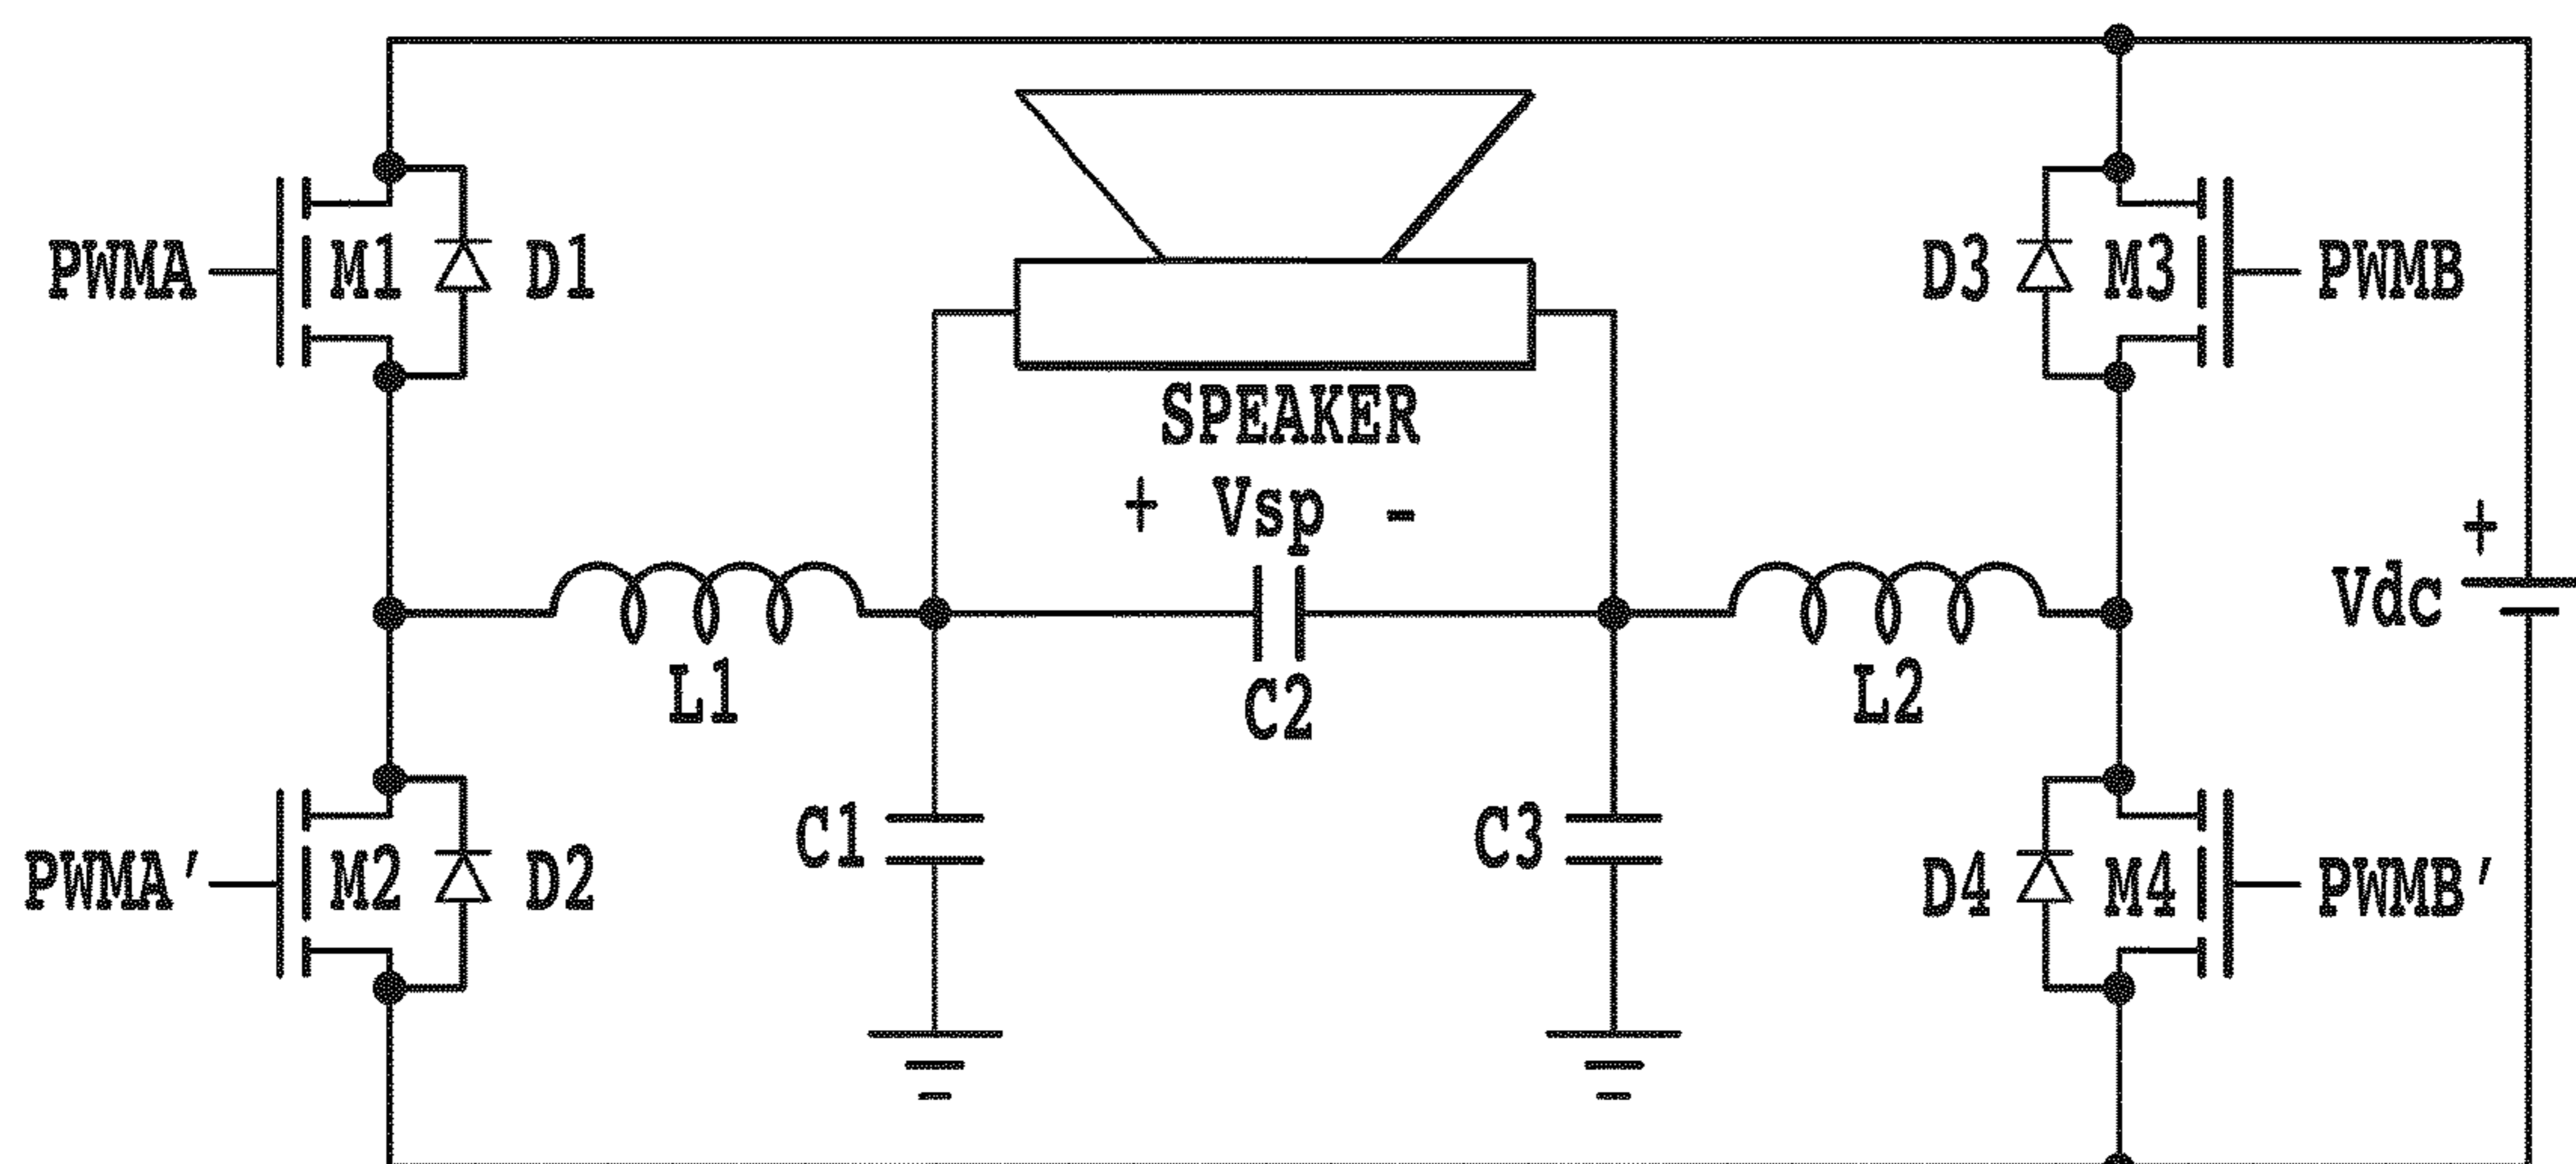 PWMA
M1
D1
SPEAKER
+ Vsp -
D3
M3
PWMB
+
Vdc
L1
C2
L2
PWMA'
M2
D2
C1
C3
D4
M4
PWMB'